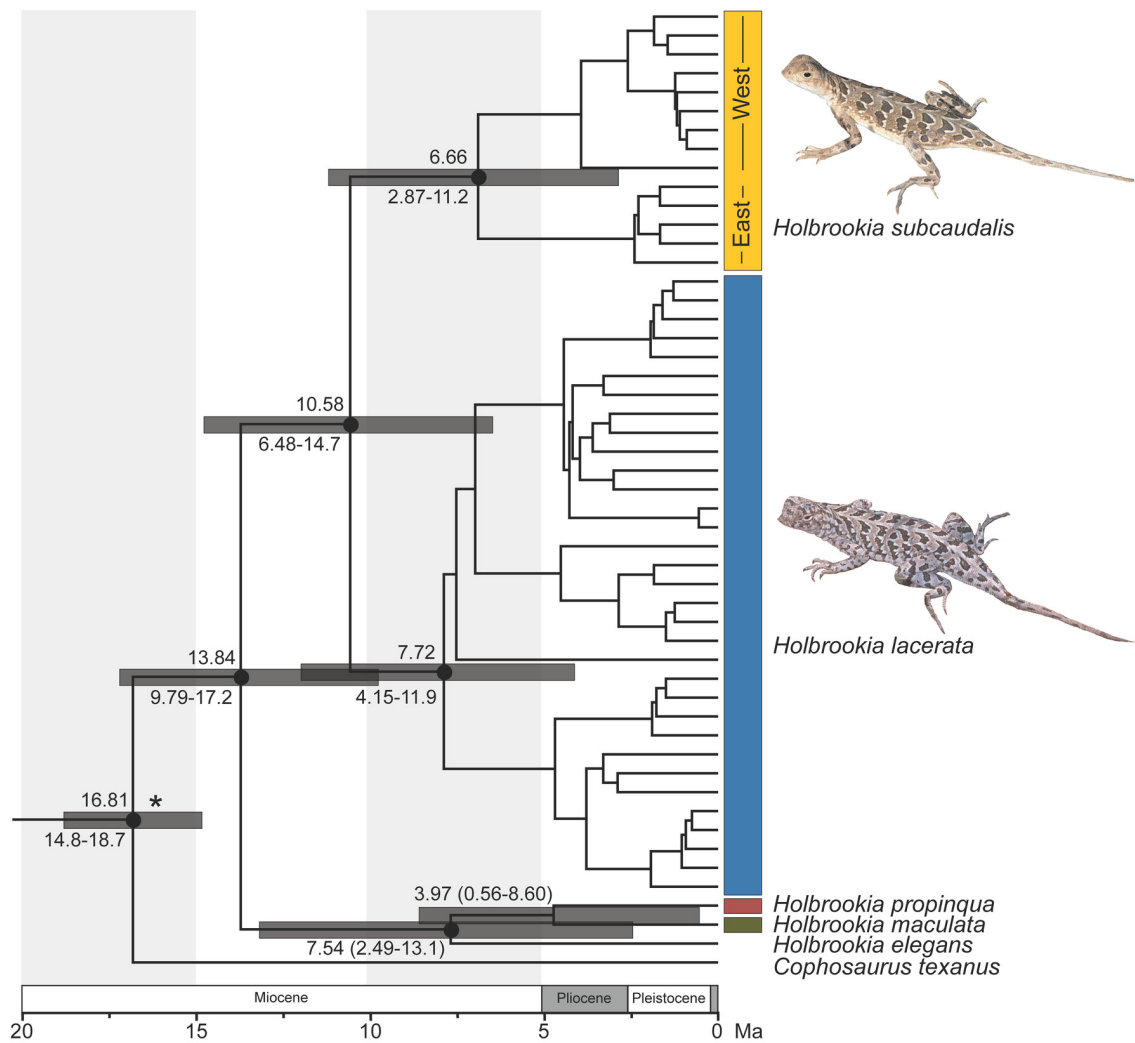 West
6.66
2.87-11.2
East
Holbrookia subcaudalis
10.58
6.48-14.7
Holbrookia lacerata
13.84
7.72
9.79-17.2
4.15-11.9
16.81
*
14.8-18.7
3.97 (0.56-8.60)
Holbrookia propinqua
Holbrookia maculata
7.54 (2.49-13.1)
Holbrookia elegans
Cophosaurus texanus
Miocene Pliocene Pleistocene
20 15 10 5 0 Ma